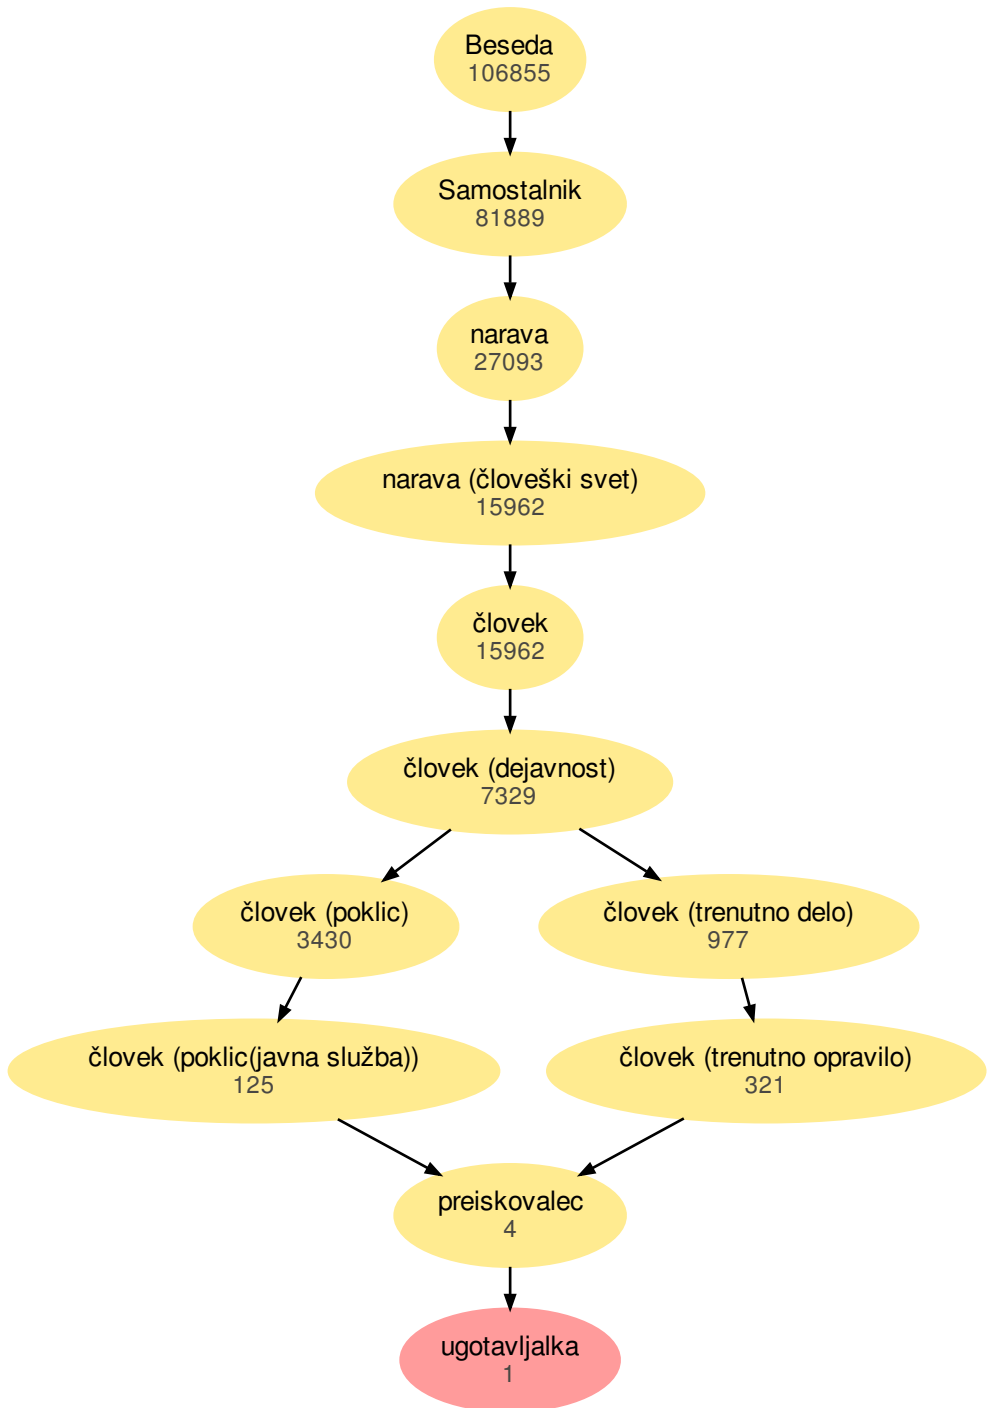 Beseda
106855
Samostalnik
81889
narava
27093
narava (človeški svet)
15962
človek
15962
človek (dejavnost)
7329
človek (poklic)
3430
človek (trenutno delo)
977
človek (poklic(javna služba))
125
človek (trenutno opravilo)
321
preiskovalec
4
ugotavljalka
1